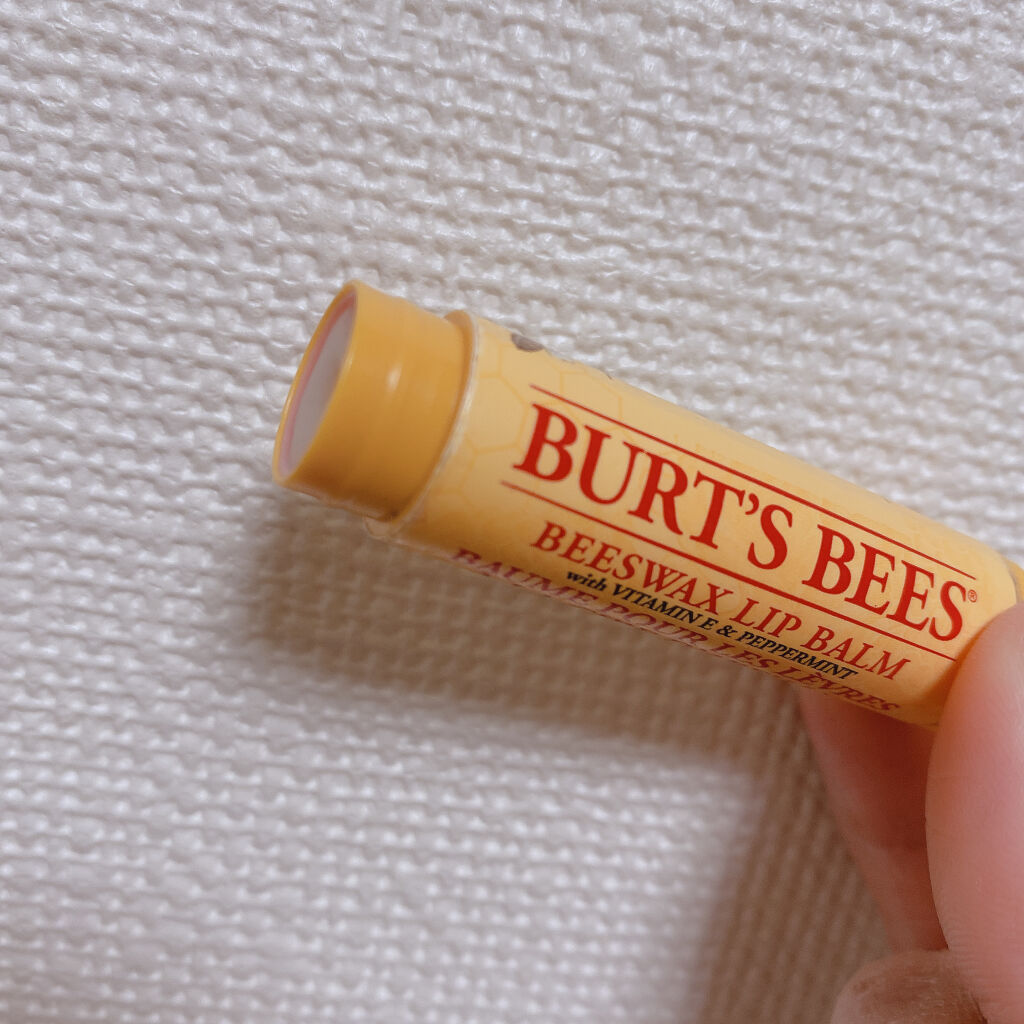 BURT'S BEES®
BEESWAX LIP BALM
with VITAMIN E & PEPPERMINT
BAUME POUR LES LÈVRES